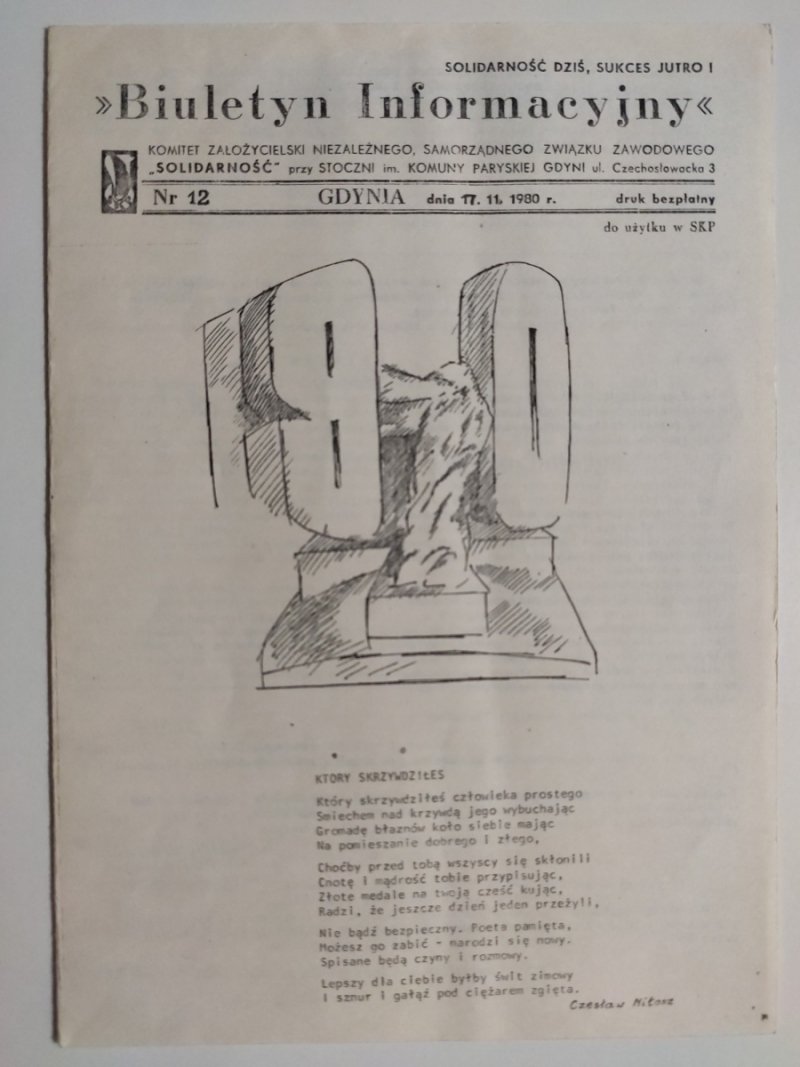 SOLIDARNOŚĆ DZIŚ, SUKCES JUTRO !
»Biuletyn Informacyjny«
KOMITET ZAŁOŻYCIELSKI NIEZALEŻNEGO, SAMORZĄDNEGO ZWIĄZKU ZAWODOWEGO
„SOLIDARNOŚĆ" przy STOCZNI im. KOMUNY PARYSKIEJ GDYNI ul. Czechosłowacka 3
Nr 12 GDYNIA dnia 17. 11. 1980 r. druk bezpłatny
do użytku w SKP
1980
KTORY SKRZYWDZIŁES
Który skrzywdziłeś człowieka prostego
Smiechem nad krzywdą jego wybuchając
Gromadę błaznów koło siebie mając
Na pomieszanie dobrego i złego,
Choćby przed tobą wszyscy się skłonili
Cnotę i mądrość tobie przypisując,
Złote medale na twoją cześć kując,
Radzi, że jeszcze dzień jeden przeżyli,
Nie bądź bezpieczny. Poeta pamięta,
Możesz go zabić - narodzi się nowy.
Spisane będą czyny i rozmowy.
Lepszy dla ciebie byłby świt zimowy
I sznur i gałąź pod ciężarem zgięta.
Czesław Miłosz